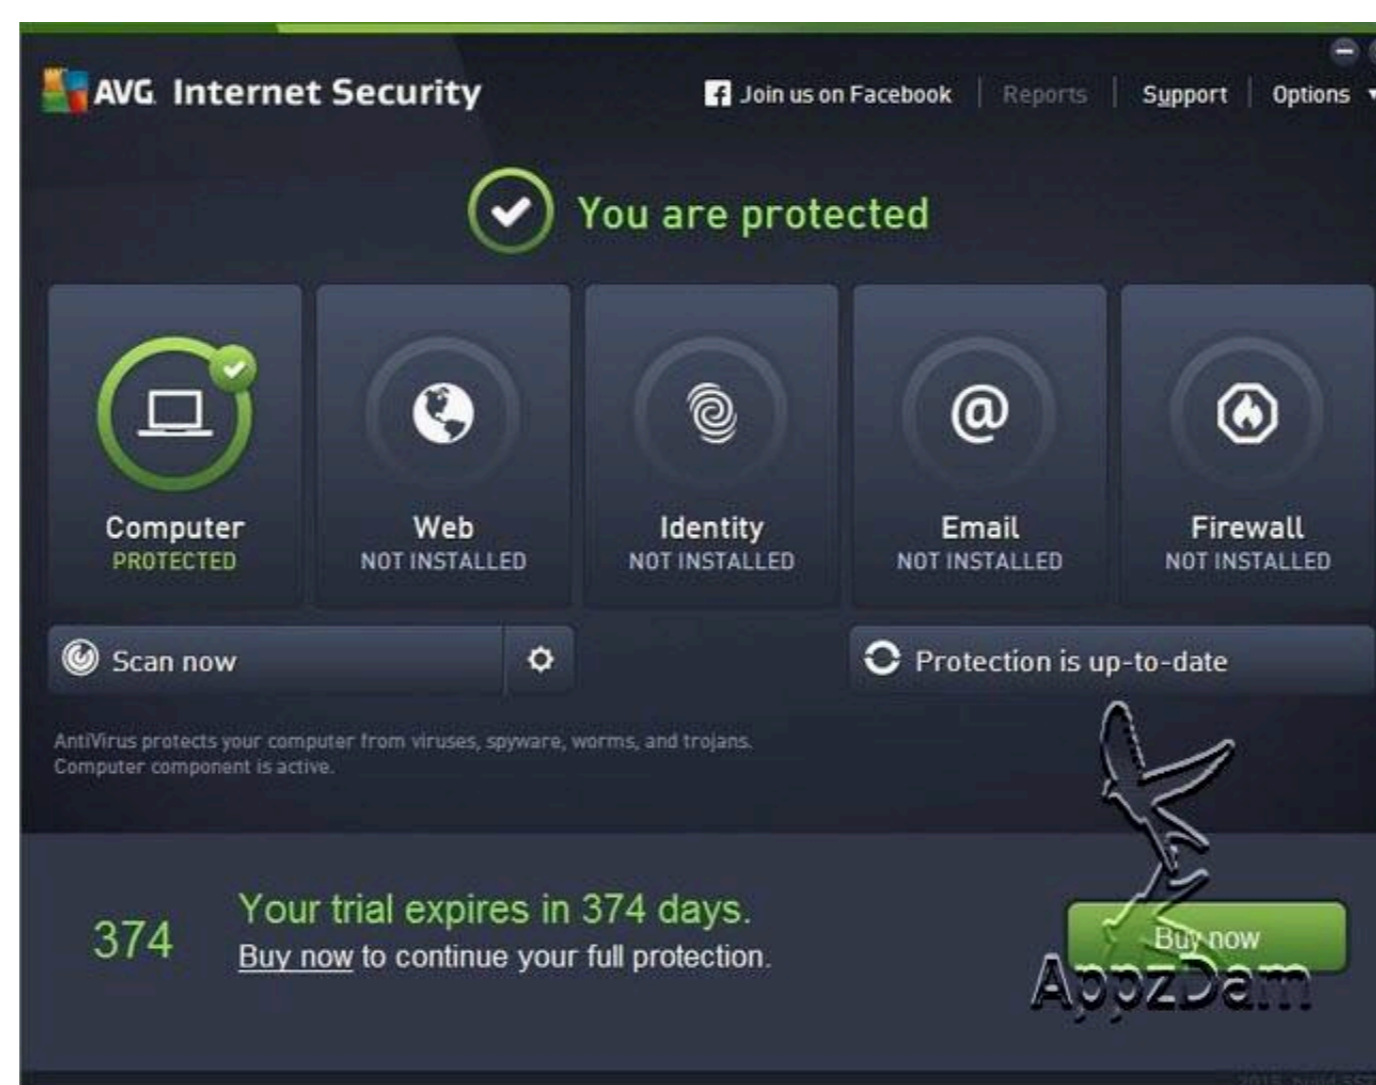 AVG Internet Security
Join us on Facebook
Reports
Support
Options
You are protected
Computer
PROTECTED
Web
NOT INSTALLED
Identity
NOT INSTALLED
Email
NOT INSTALLED
Firewall
NOT INSTALLED
Scan now
Protection is up-to-date
AntiVirus protects your computer from viruses, spyware, worms, and trojans.
Computer component is active.
374
Your trial expires in 374 days.
Buy now to continue your full protection.
Buy now
AppzDam